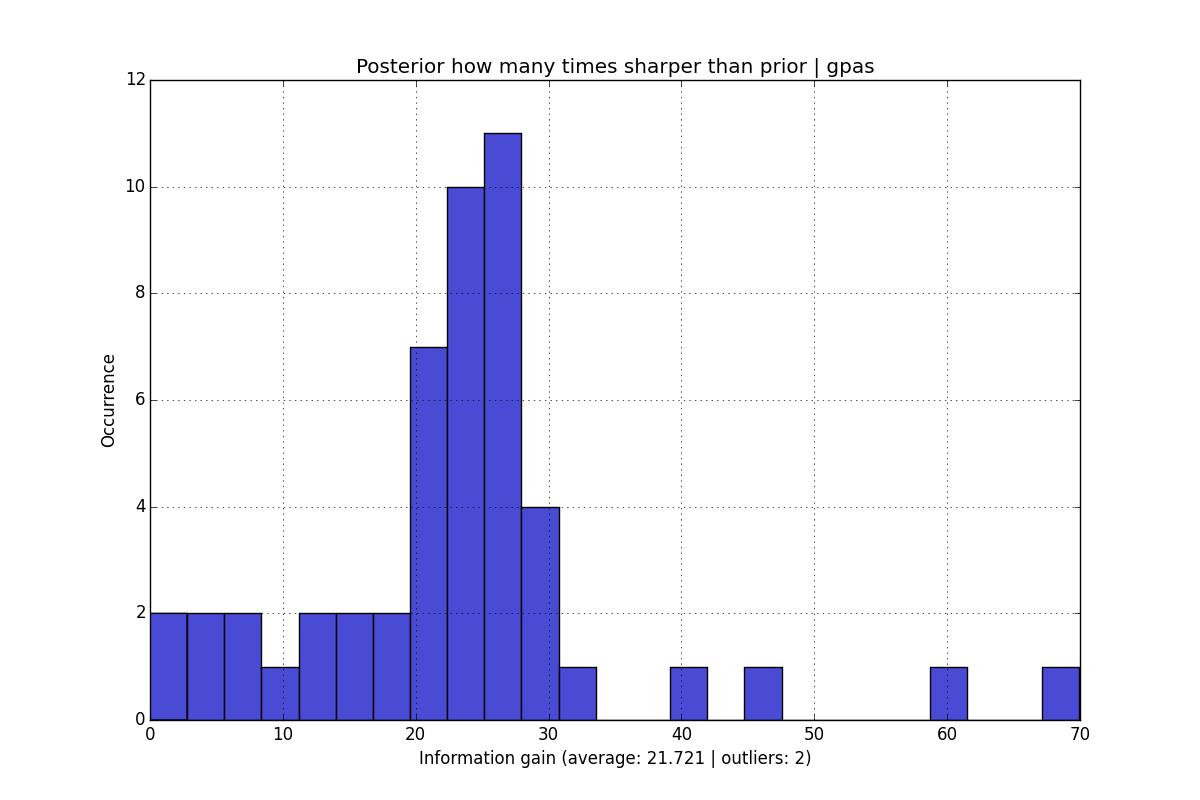 Posterior how many times sharper than prior | gpas
12
10
8
6
4
2
0
Occurrence
0 10 20 30 40 50 60 70
Information gain (average: 21.721 | outliers: 2)